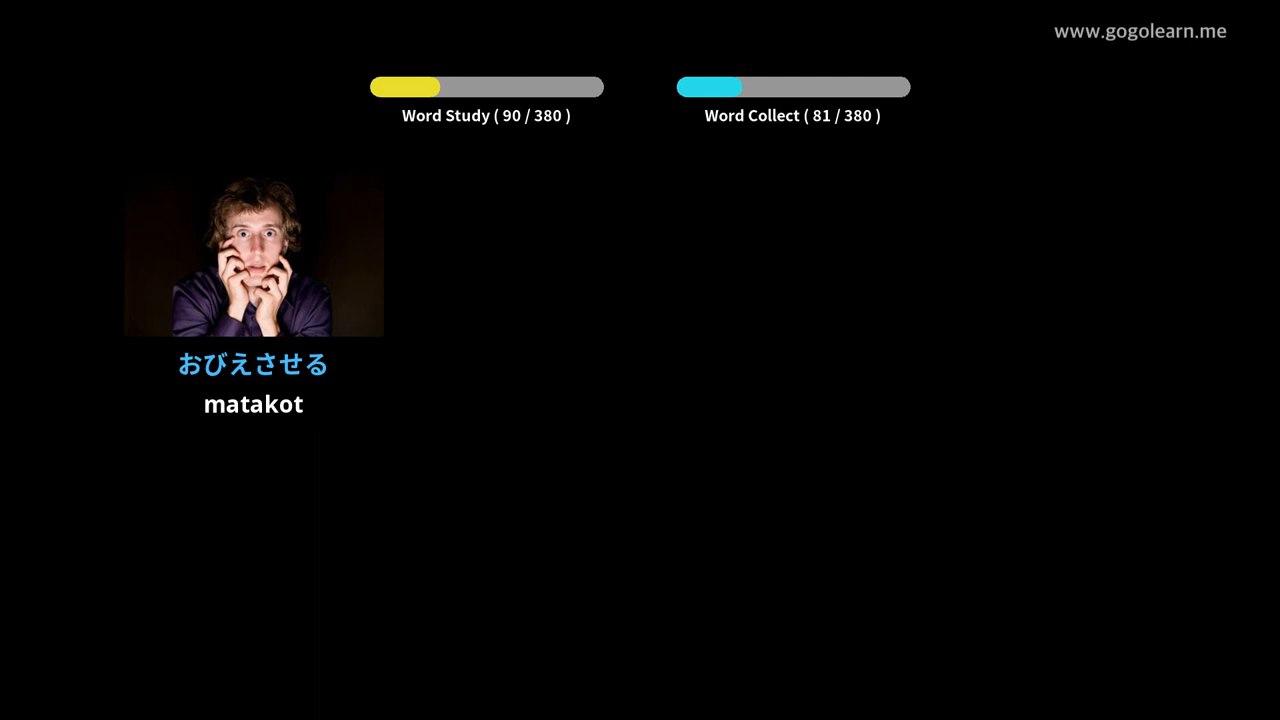 www.gogolearn.me
Word Study ( 90 / 380 )
Word Collect ( 81 / 380 )
おびえさせる
matakot